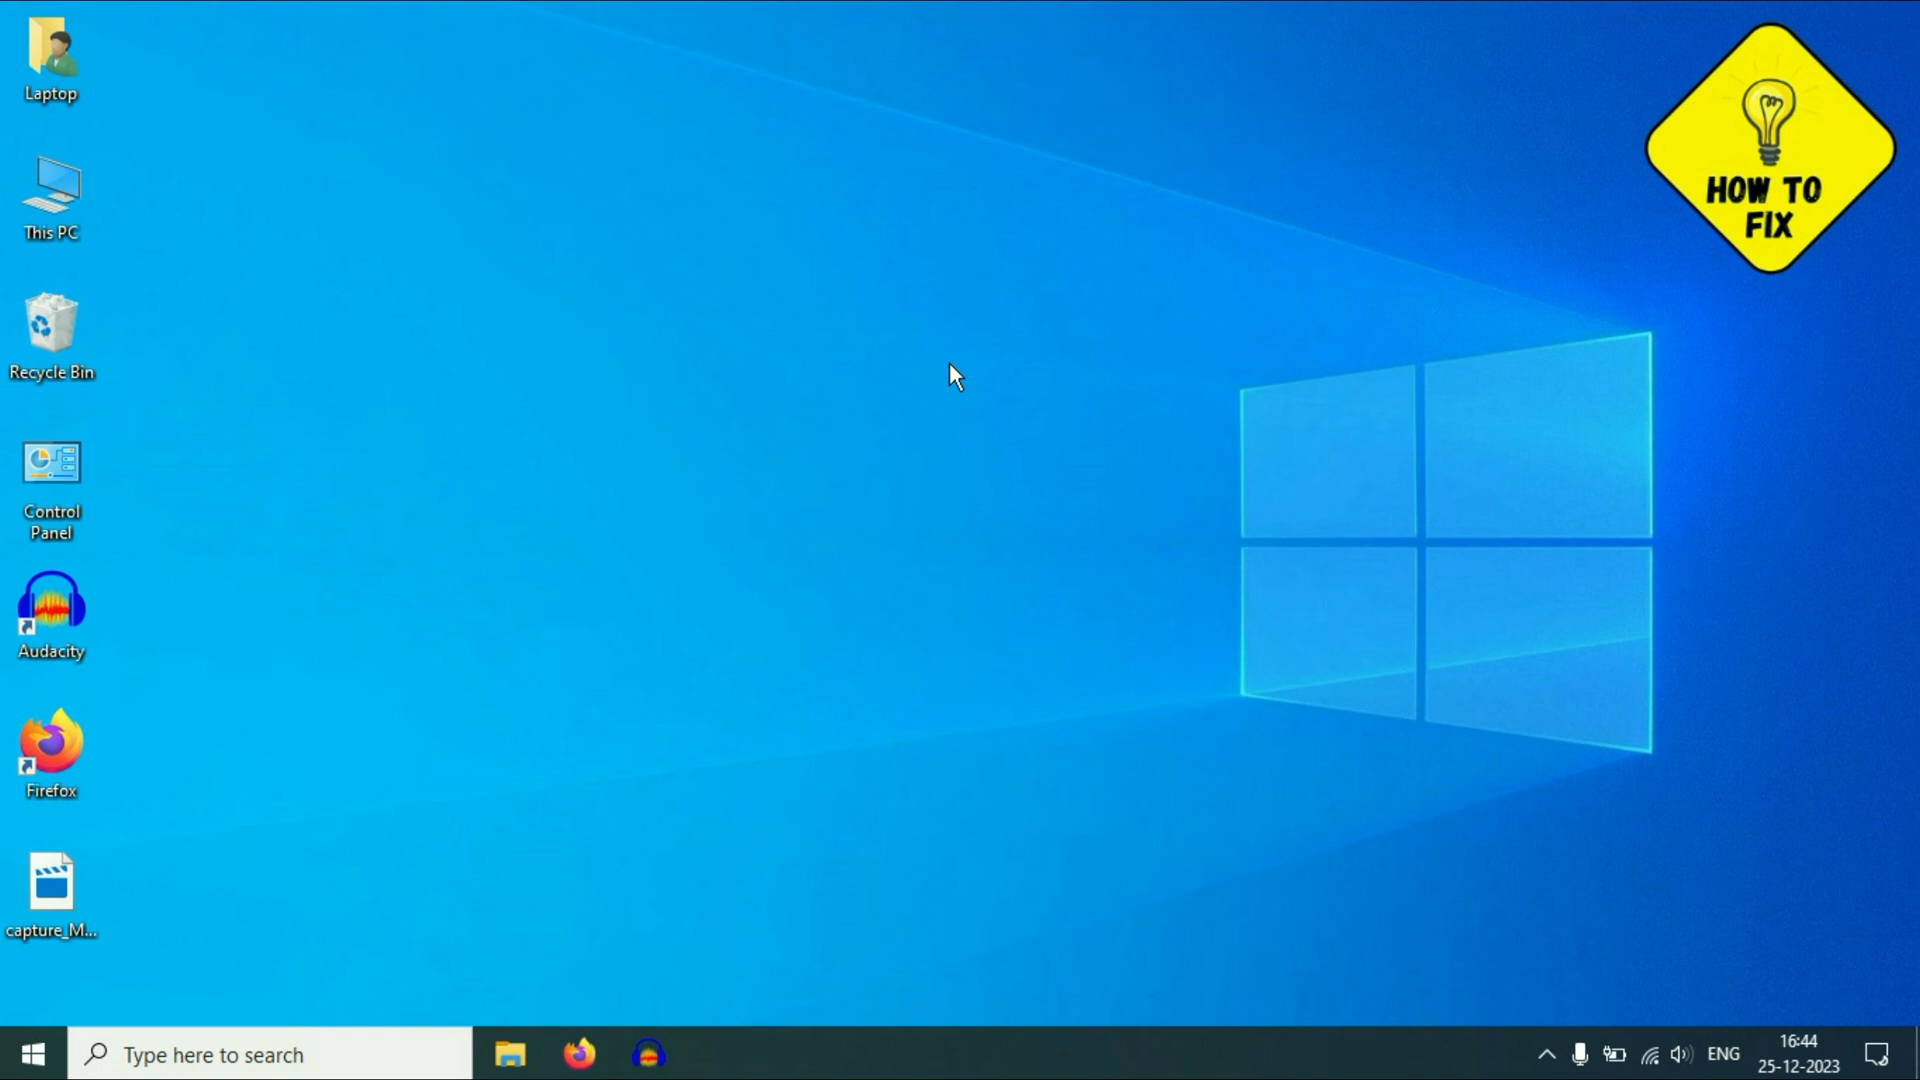 Laptop
This PC
Recycle Bin
Control
Panel
Audacity
Firefox
capture_M...
HOW TO
FIX
Type here to search
ENG
16:44
25-12-2023